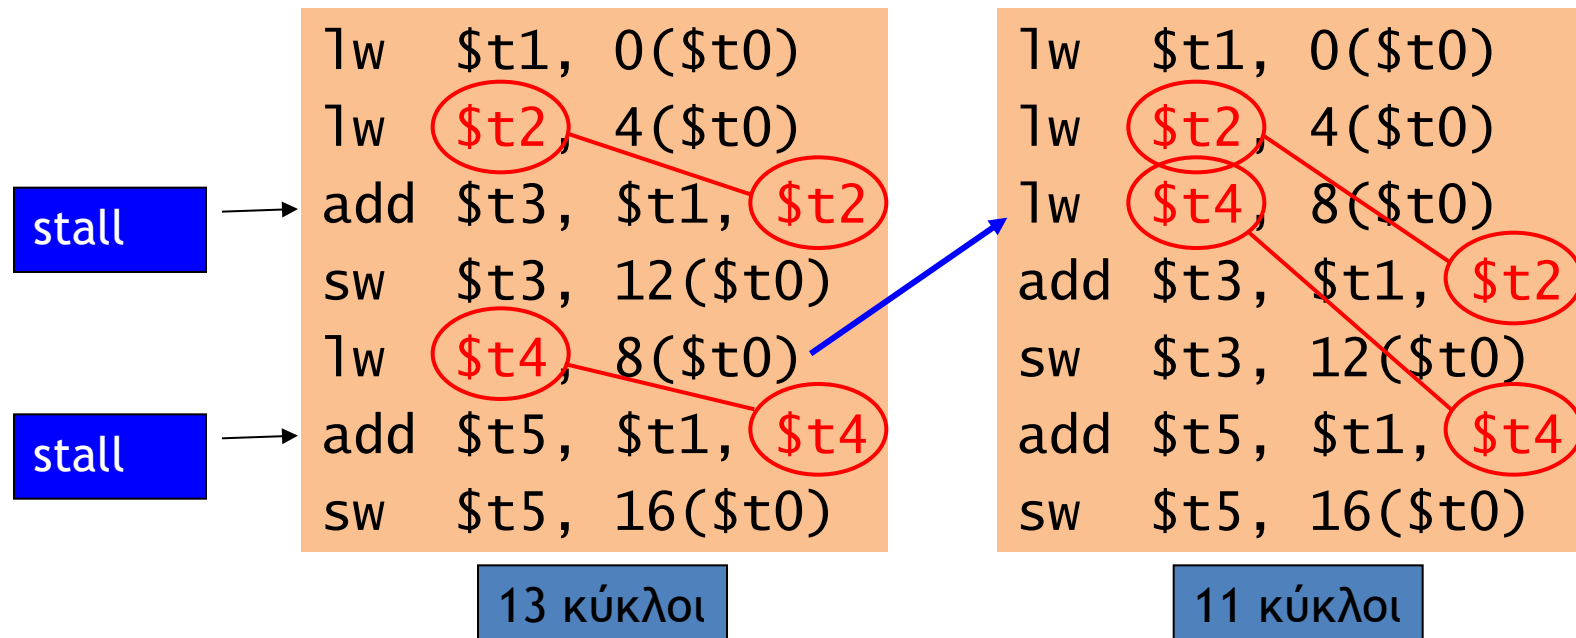 lw $t1, 0($t0)
lw $t2, 4($t0)
stall
add $t3, $t1, $t2
sw $t3, 12($t0)
lw $t4, 8($t0)
stall
add $t5, $t1, $t4
sw $t5, 16($t0)
13 κύκλοι
lw $t1, 0($t0)
lw $t2, 4($t0)
lw $t4, 8($t0)
add $t3, $t1, $t2
sw $t3, 12($t0)
add $t5, $t1, $t4
sw $t5, 16($t0)
11 κύκλοι